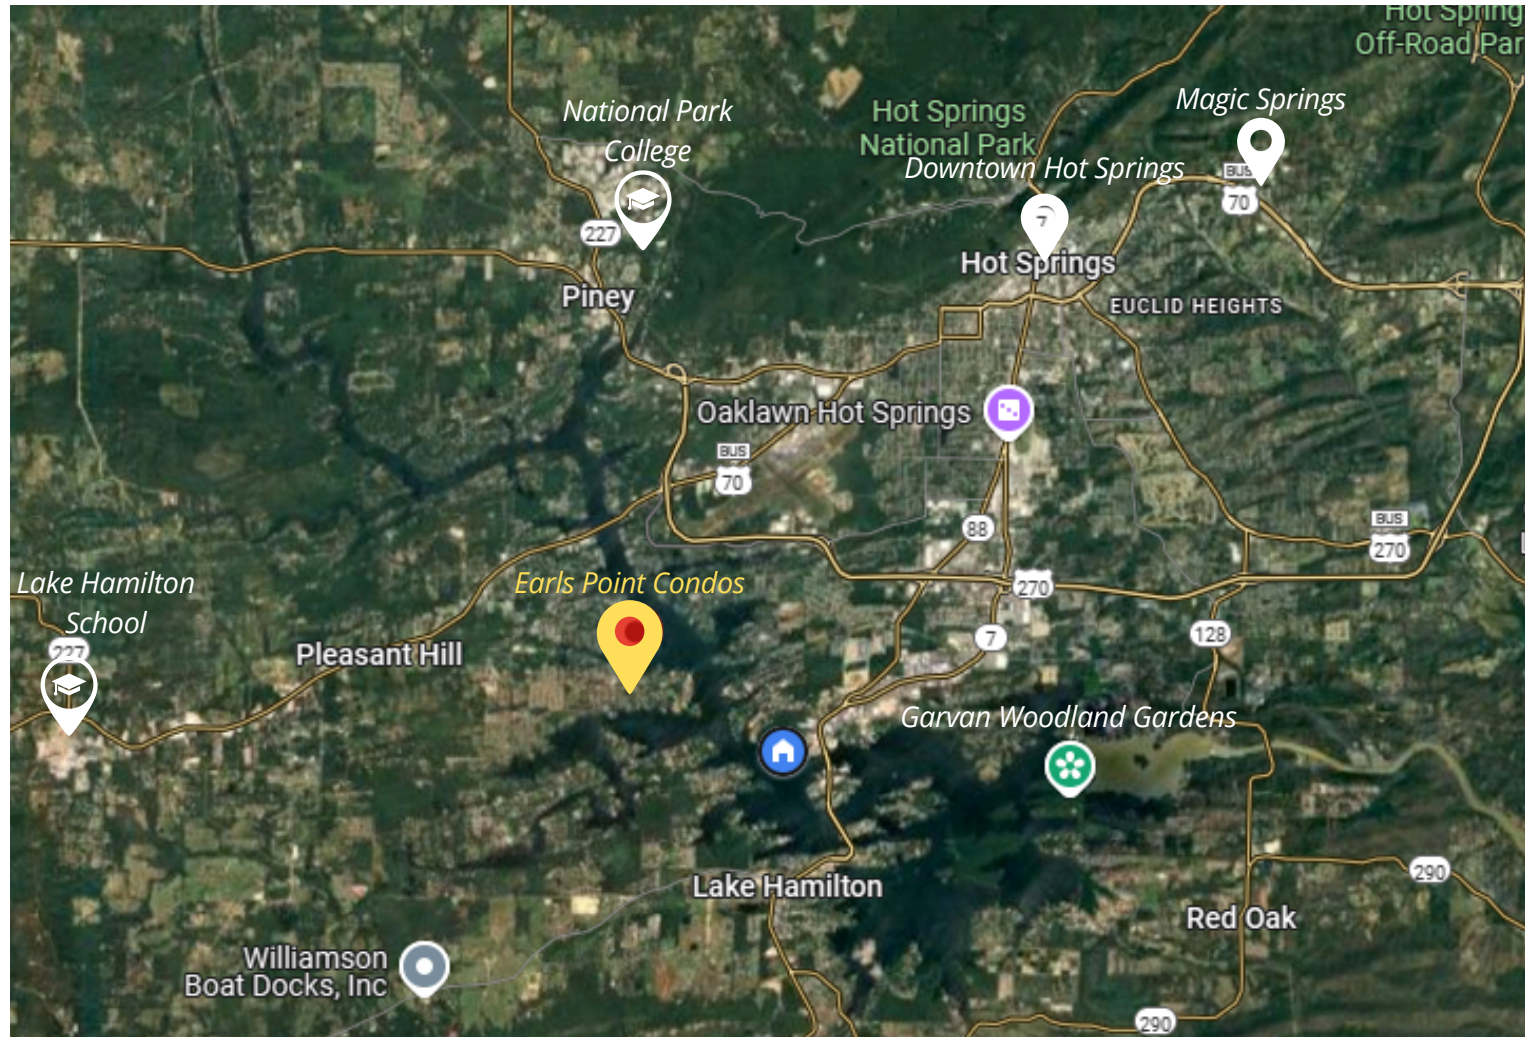 Hot Spring
Off-Road Par
Magic Springs
National Park
College
Hot Springs
National Park
Downtown Hot Springs
BUS
70
7
227
Hot Springs
Piney
EUCLID HEIGHTS
Oaklawn Hot Springs
BUS
70
88
BUS
270
Lake Hamilton
School
Earls Point Condos
270
227
7
128
Pleasant Hill
Garvan Woodland Gardens
Lake Hamilton
290
Red Oak
Williamson
Boat Docks, Inc
290